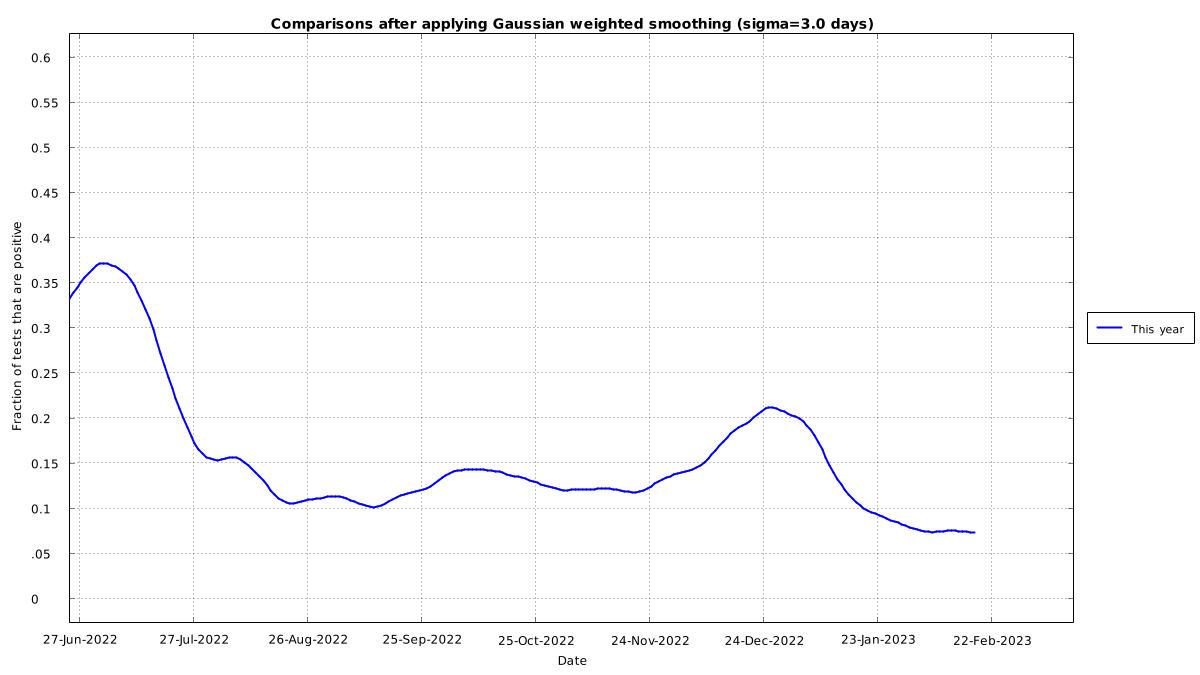 Comparisons after applying Gaussian weighted smoothing (sigma=3.0 days)
0.6
0.55
0.5
0.45
0.4
0.35
0.3
0.25
0.2
0.15
0.1
.05
0
Fraction of tests that are positive
This year
27-Jun-2022 27-Jul-2022 26-Aug-2022 25-Sep-2022 25-Oct-2022 24-Nov-2022 24-Dec-2022 23-Jan-2023 22-Feb-2023
Date